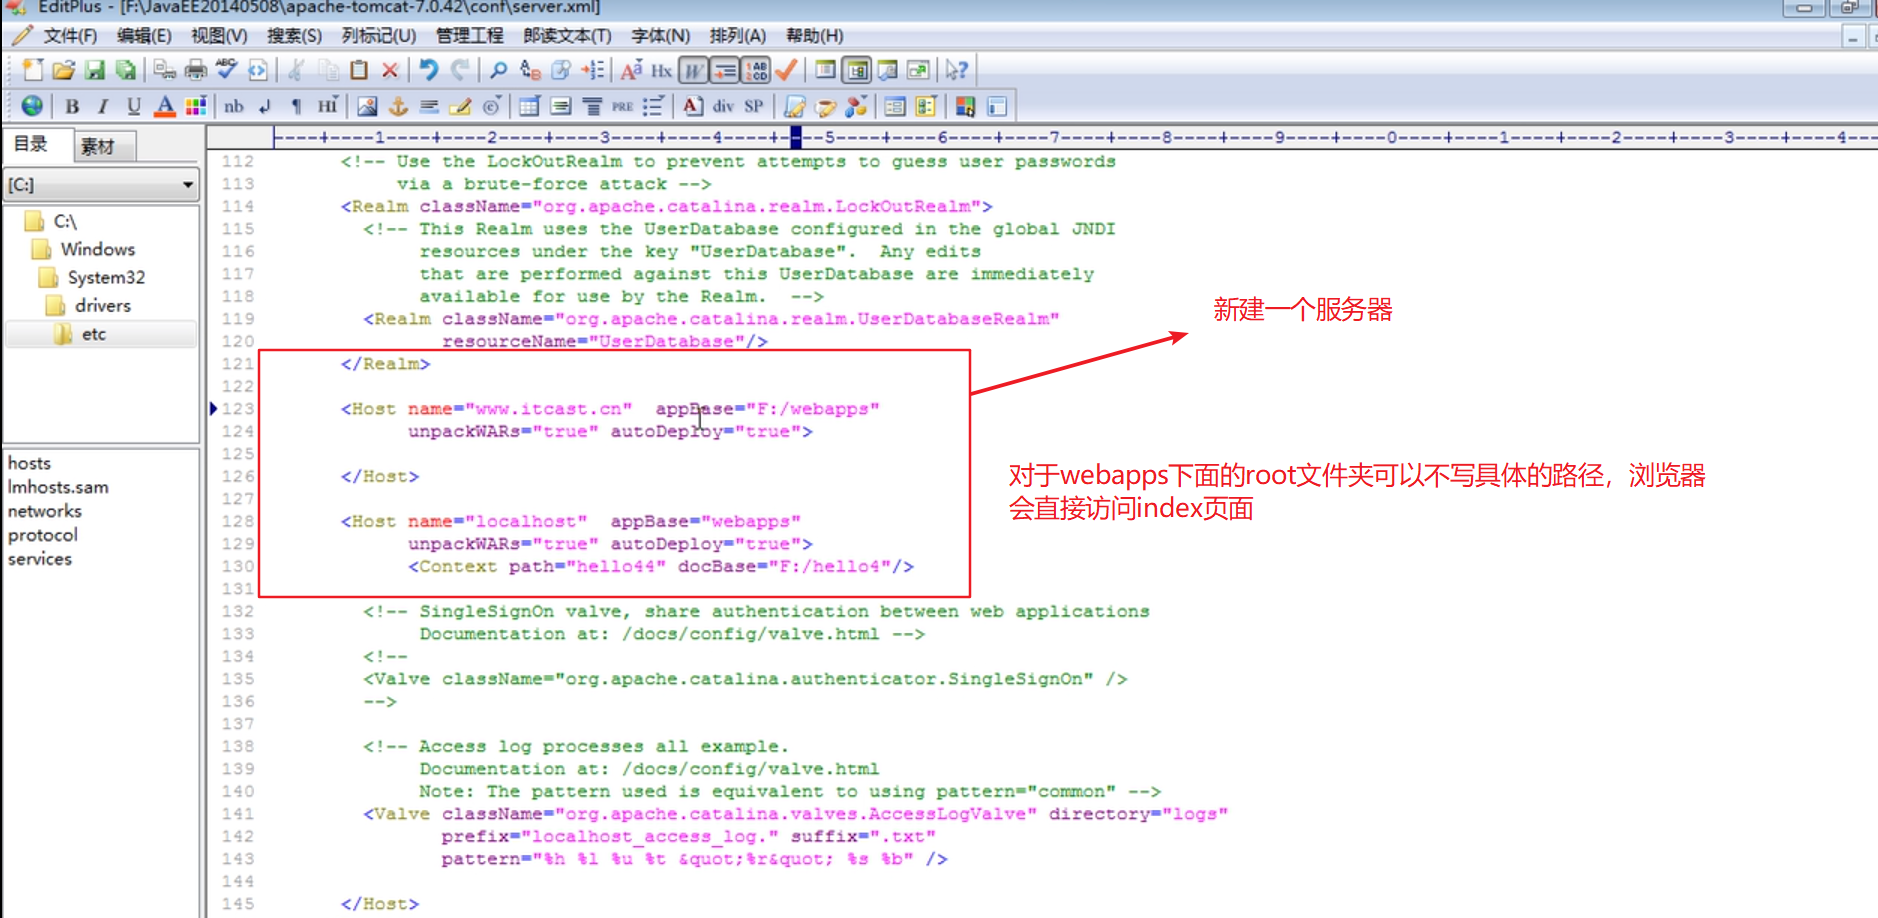 EditPlus - [F:\JavaEE20140508\apache-tomcat-7.0.42\conf\server.xml]
文件(F) 编辑(E) 视图(V) 搜索(S) 列标记(U) 管理工程 郎读文本(T) 字体(N) 排列(A) 帮助(H)
Hx W
B I U A nb ¶ HI PRE A div SP
目录 素材
[C:]
C:\
Windows
System32
drivers
etc
hosts
lmhosts.sam
networks
protocol
services
----+----1----+----2----+----3----+----4----+----5----+----6----+----7----+----8----+----9----+----0----+----1----+----2----+----3----+----4--
112 <!-- Use the LockOutRealm to prevent attempts to guess user passwords
113 via a brute-force attack -->
114 <Realm className="org.apache.catalina.realm.LockOutRealm">
115 <!-- This Realm uses the UserDatabase configured in the global JNDI
116 resources under the key "UserDatabase".  Any edits
117 that are performed against this UserDatabase are immediately
118 available for use by the Realm.  -->
119 <Realm className="org.apache.catalina.realm.UserDatabaseRealm"
120 resourceName="UserDatabase"/>
121 </Realm>
122
123 <Host name="www.itcast.cn"  appBase="F:/webapps"
124 unpackWARs="true" autoDeploy="true">
125
126 </Host>
127
128 <Host name="localhost"  appBase="webapps"
129 unpackWARs="true" autoDeploy="true">
130 <Context path="hello44" docBase="F:/hello4"/>
131
132 <!-- SingleSignOn valve, share authentication between web applications
133 Documentation at: /docs/config/valve.html -->
134 <!--
135 <Valve className="org.apache.catalina.authenticator.SingleSignOn" />
136 -->
137
138 <!-- Access log processes all example.
139 Documentation at: /docs/config/valve.html
140 Note: The pattern used is equivalent to using pattern="common" -->
141 <Valve className="org.apache.catalina.valves.AccessLogValve" directory="logs"
142 prefix="localhost_access_log." suffix=".txt"
143 pattern="%h %l %u %t &quot;%r&quot; %s %b" />
144
145 </Host>
新建一个服务器
对于webapps下面的root文件夹可以不写具体的路径，浏览器
会直接访问index页面